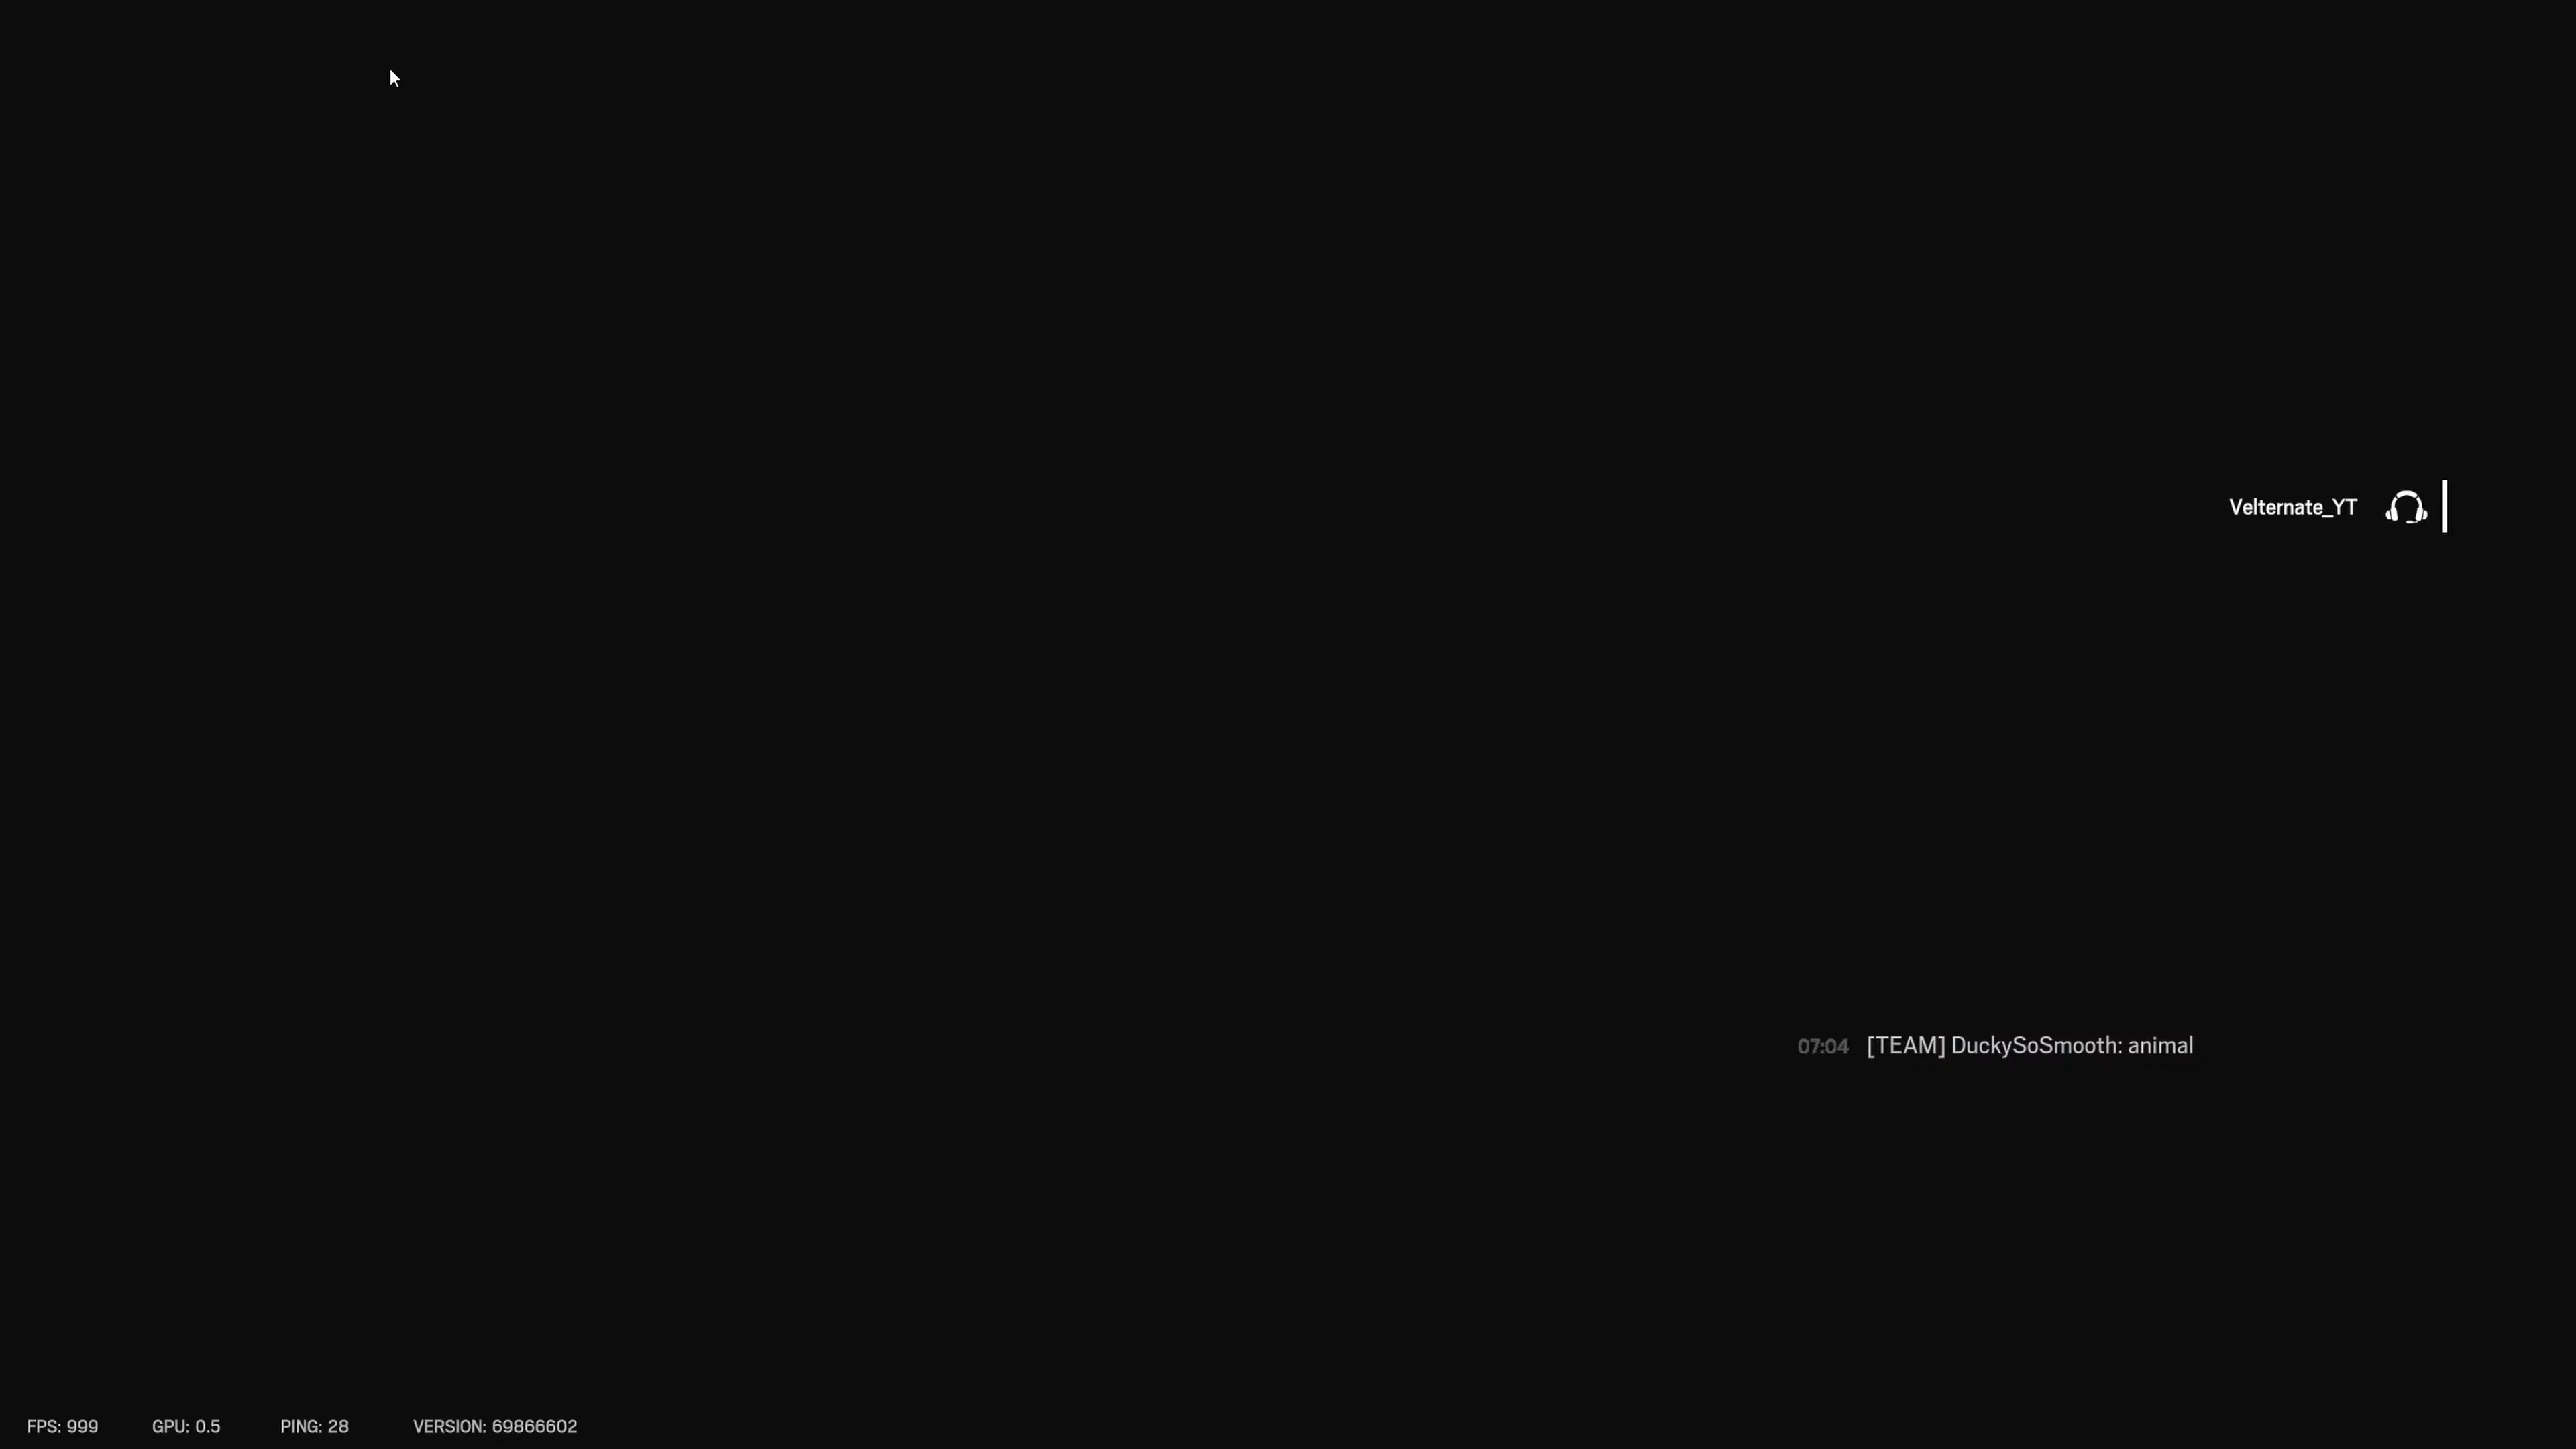 Velternate_YT
07:04 [TEAM] DuckySoSmooth: animal
FPS: 999 GPU: 0.5 PING: 28 VERSION: 69866602